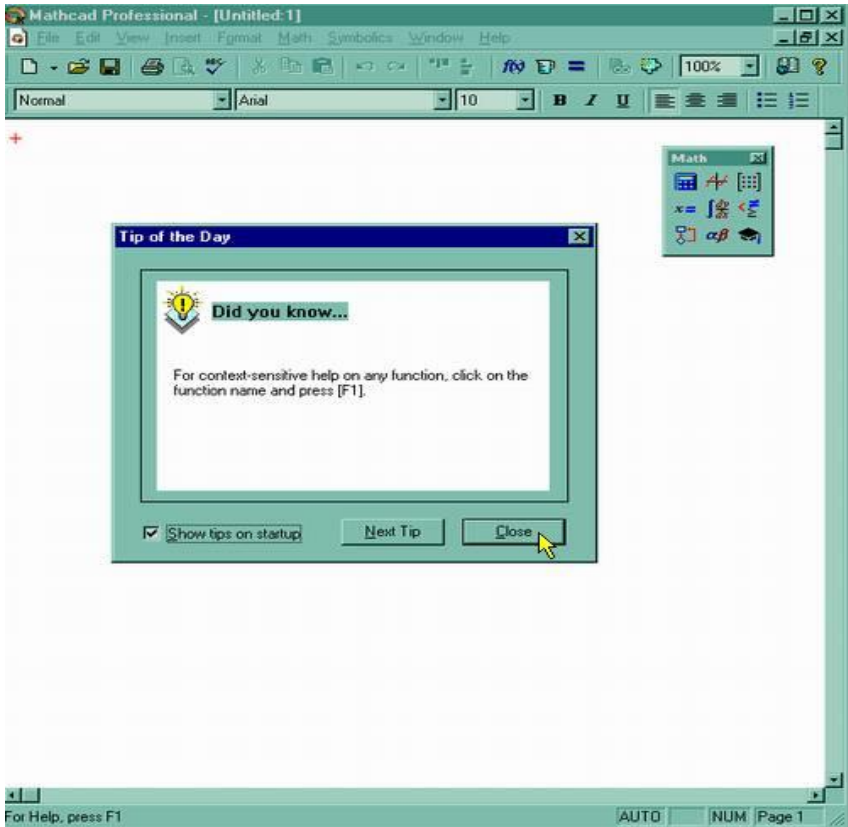 Mathcad Professional - [Untitled:1]
File Edit View Insert Format Math Symbolics Window Help
100%
Normal Arial 10 B I U
Math
Tip of the Day
Did you know...
For context-sensitive help on any function, click on the
function name and press [F1].
Show tips on startup Next Tip Close
For Help, press F1 AUTO NUM Page 1